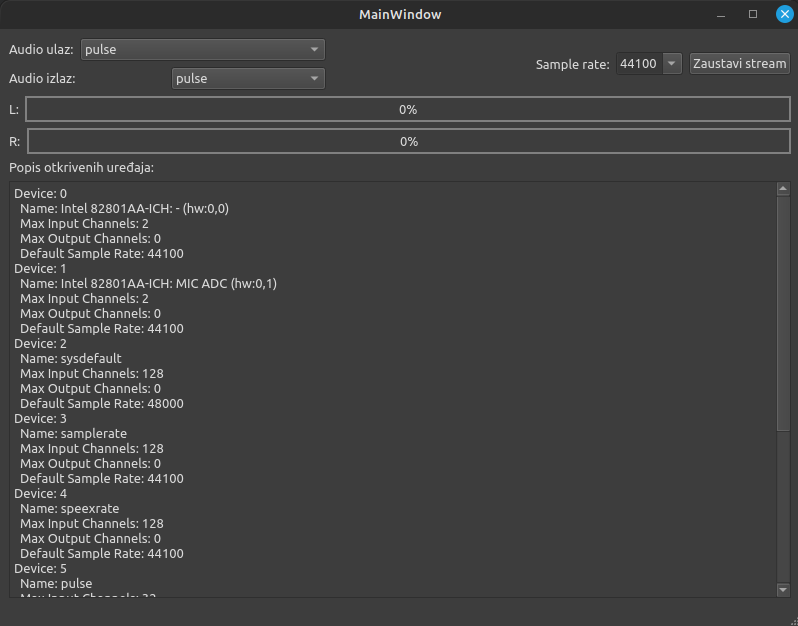 MainWindow
Audio ulaz: pulse
Audio izlaz: pulse
Sample rate: 44100 Zaustavi stream
L: 0%
R: 0%
Popis otkrivenih uređaja:
Device: 0
Name: Intel 82801AA-ICH: - (hw:0,0)
Max Input Channels: 2
Max Output Channels: 0
Default Sample Rate: 44100
Device: 1
Name: Intel 82801AA-ICH: MIC ADC (hw:0,1)
Max Input Channels: 2
Max Output Channels: 0
Default Sample Rate: 44100
Device: 2
Name: sysdefault
Max Input Channels: 128
Max Output Channels: 0
Default Sample Rate: 48000
Device: 3
Name: samplerate
Max Input Channels: 128
Max Output Channels: 0
Default Sample Rate: 44100
Device: 4
Name: speexrate
Max Input Channels: 128
Max Output Channels: 0
Default Sample Rate: 44100
Device: 5
Name: pulse
Max Input Channels: 32